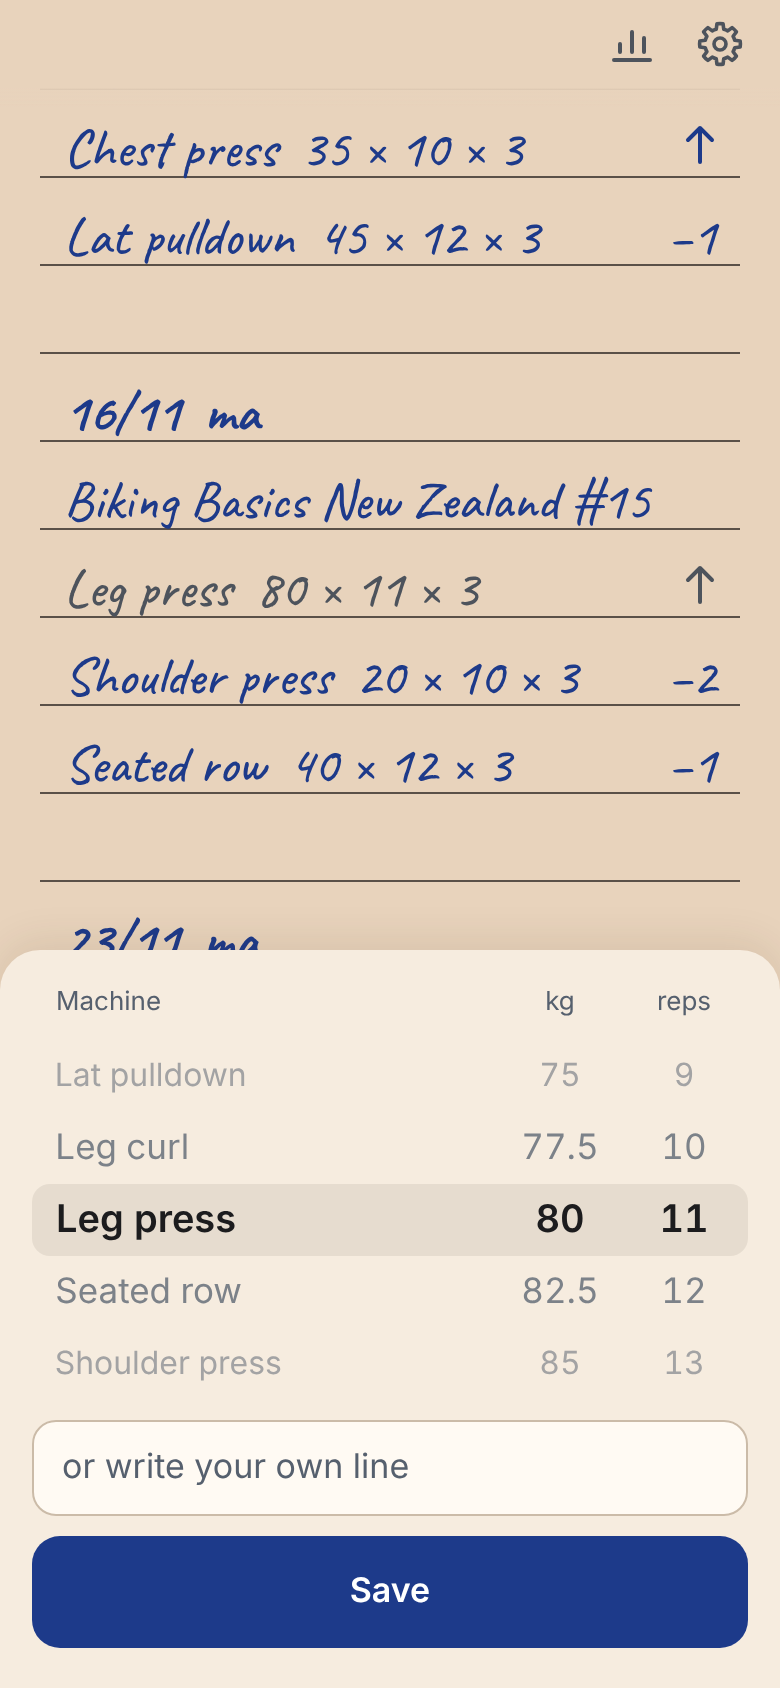 Chest press 35 × 10 × 3 ↑
Lat pulldown 45 × 12 × 3 –1
16/11 ma
Biking Basics New Zealand #15
Leg press 80 × 11 × 3 ↑
Shoulder press 20 × 10 × 3 –2
Seated row 40 × 12 × 3 –1
23/11 ma
Machine kg reps
Lat pulldown 75 9
Leg curl 77.5 10
Leg press 80 11
Seated row 82.5 12
Shoulder press 85 13
or write your own line
Save